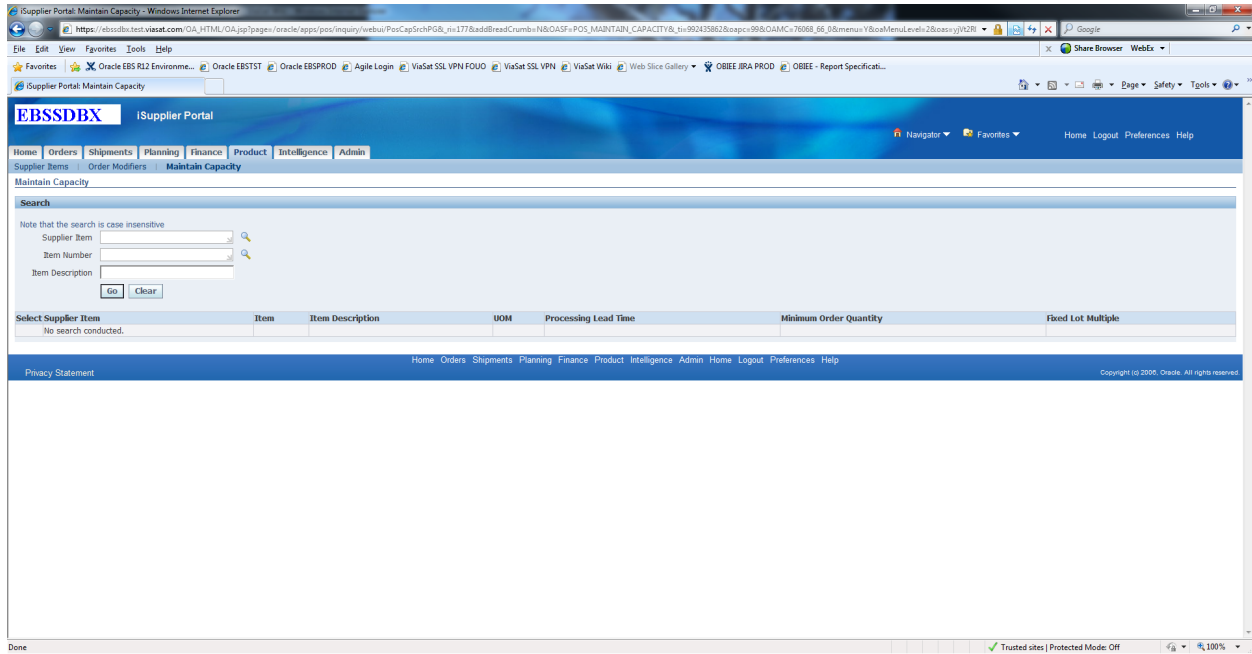 iSupplier Portal: Maintain Capacity - Windows Internet Explorer
https://ebssdbx.test.viasat.com/OA_HTML/OA.jsp?page=/oracle/apps/pos/inquiry/webui/PosCapSrchPG&_ri=177&addBreadCrumb=N&OASF=POS_MAINTAIN_CAPACITY&_ti=992435862&oapc=99&OAMC=76068_66_0&menu=Y&oaMenuLevel=2&oas=yjVt2Rl Google
File Edit View Favorites Tools Help x Share Browser WebEx
Favorites Oracle EBS R12 Environme... Oracle EBSTST Oracle EBSPROD Agile Login ViaSat SSL VPN FOUO ViaSat SSL VPN ViaSat Wiki Web Slice Gallery OBIEE JIRA PROD OBIEE - Report Specificati...
iSupplier Portal: Maintain Capacity Page Safety Tools
EBSSDBX iSupplier Portal
Navigator Favorites Home Logout Preferences Help
Home Orders Shipments Planning Finance Product Intelligence Admin
Supplier Items | Order Modifiers | Maintain Capacity
Maintain Capacity
Search
Note that the search is case insensitive
Supplier Item
Item Number
Item Description
Go Clear
Select Supplier Item Item Item Description UOM Processing Lead Time Minimum Order Quantity Fixed Lot Multiple
No search conducted.
Home Orders Shipments Planning Finance Product Intelligence Admin Home Logout Preferences Help
Privacy Statement Copyright (c) 2006, Oracle. All rights reserved.
Done Trusted sites | Protected Mode: Off 100%